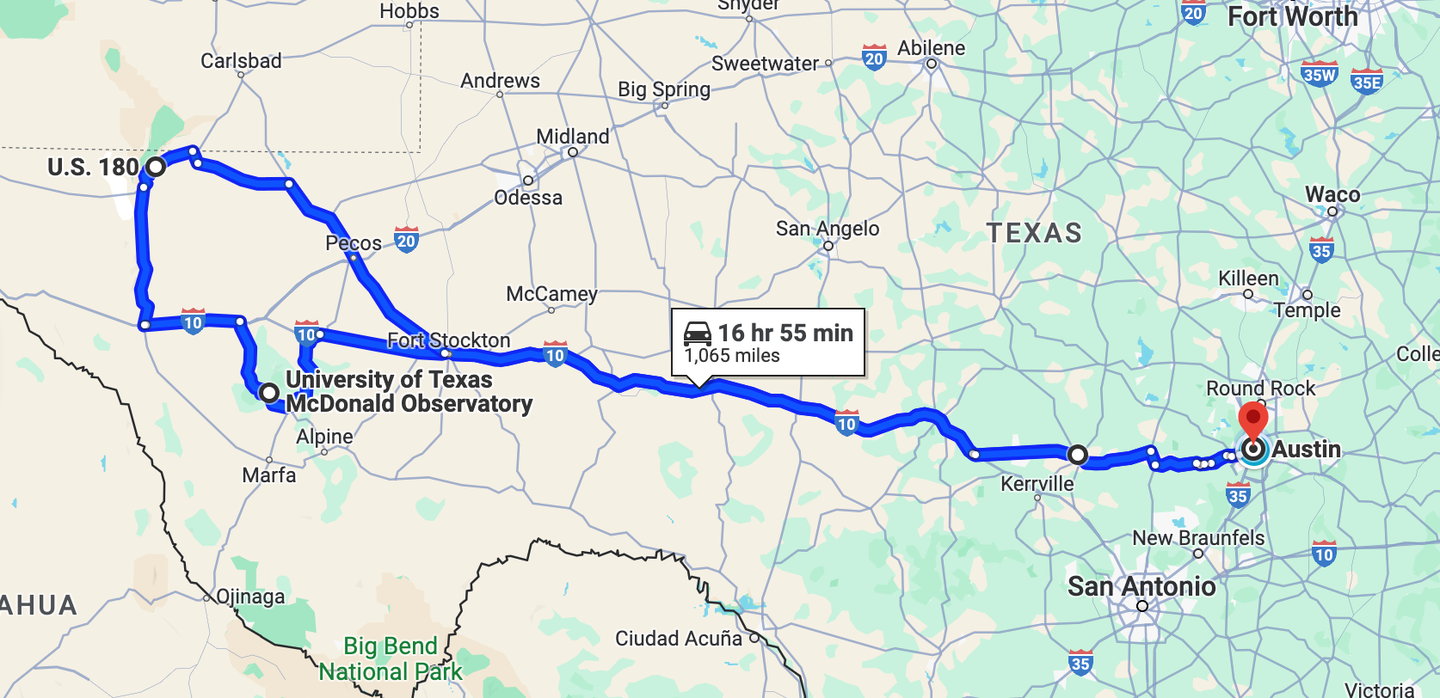 Hobbs
Snyder
20
Fort Worth
Carlsbad
Sweetwater
20
Abilene
35W
35E
Andrews
Big Spring
Midland
U.S. 180
Odessa
Waco
Pecos
20
San Angelo
TEXAS
35
Killeen
Temple
McCamey
10
10
Fort Stockton
10
16 hr 55 min
1,065 miles
Colle
University of Texas
McDonald Observatory
Round Rock
10
Alpine
Austin
Marfa
Kerrville
35
New Braunfels
10
San Antonio
AHUA
Ojinaga
Big Bend
National Park
Ciudad Acuña
35
Victoria